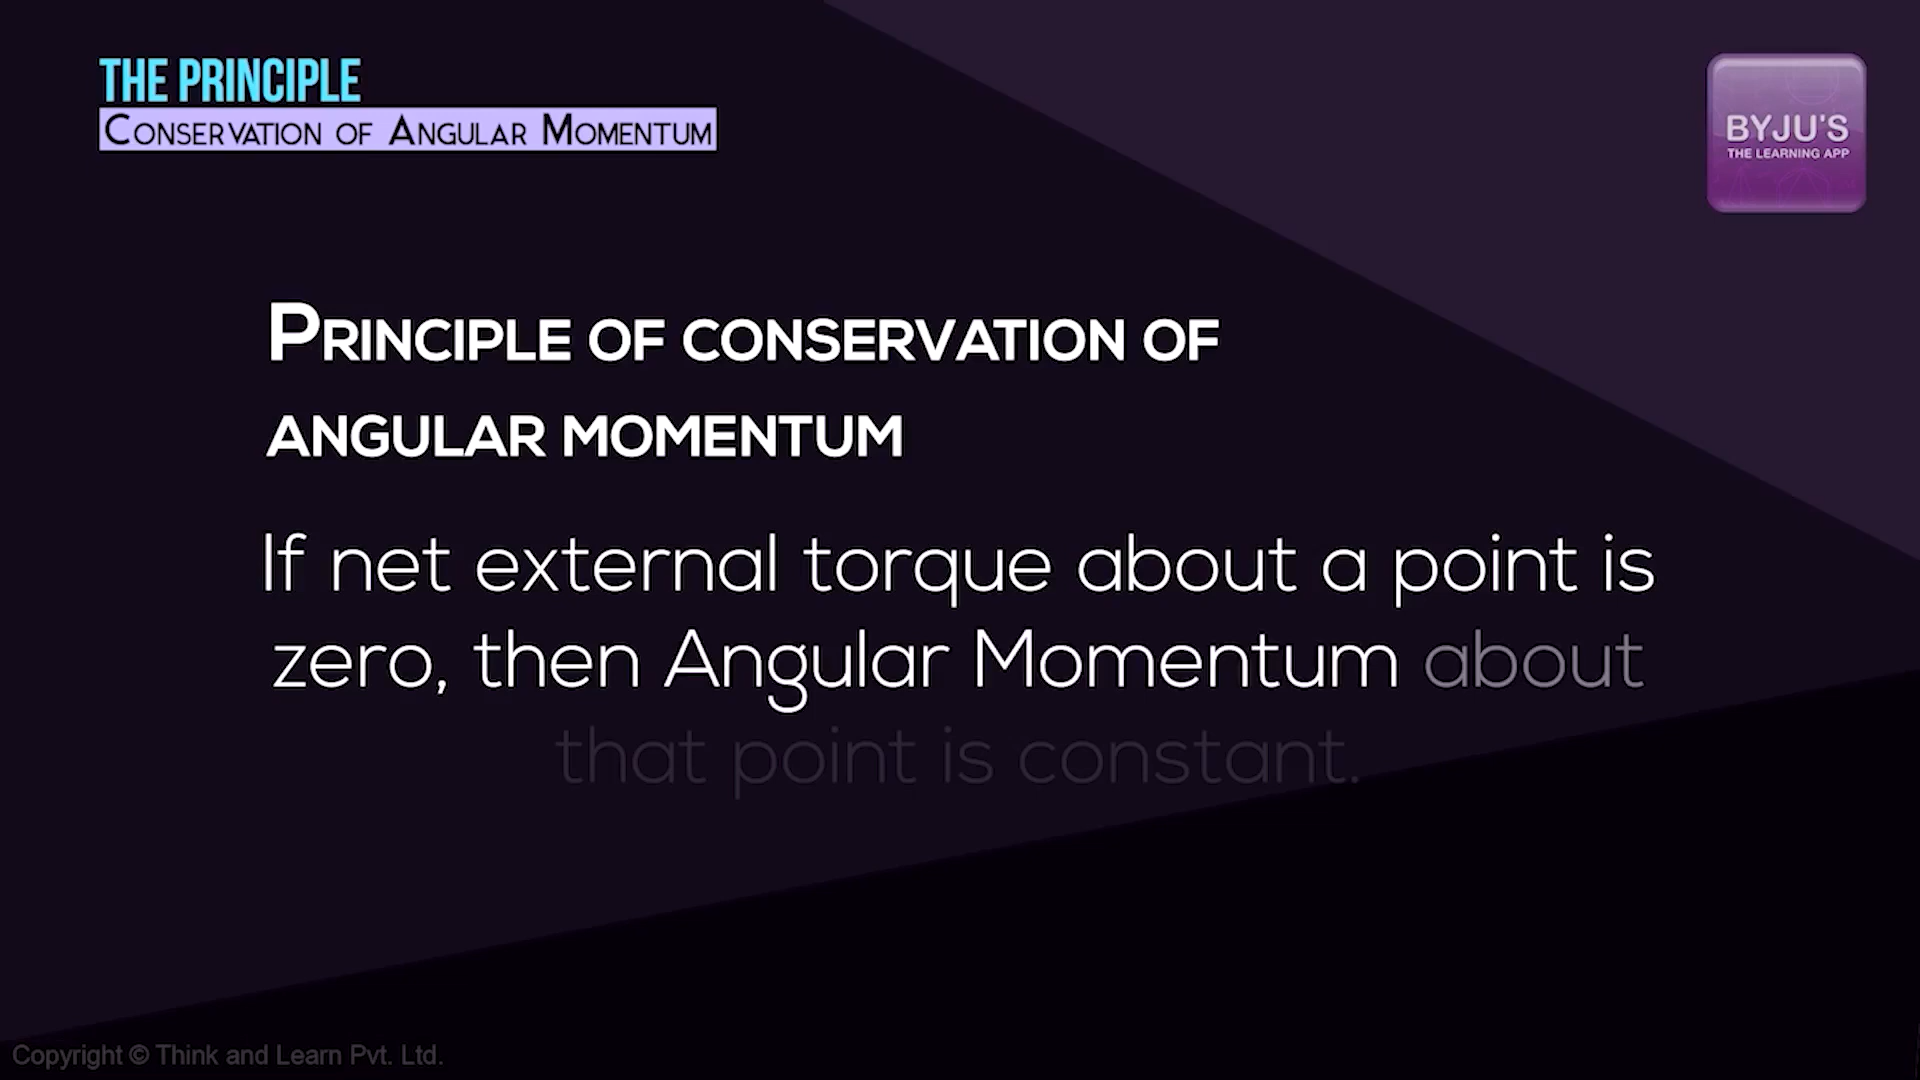 THE PRINCIPLE
CONSERVATION OF ANGULAR MOMENTUM
BYJU'S
THE LEARNING APP
PRINCIPLE OF CONSERVATION OF
ANGULAR MOMENTUM
If net external torque about a point is
zero, then Angular Momentum about
that point is constant.
Copyright © Think and Learn Pvt. Ltd.